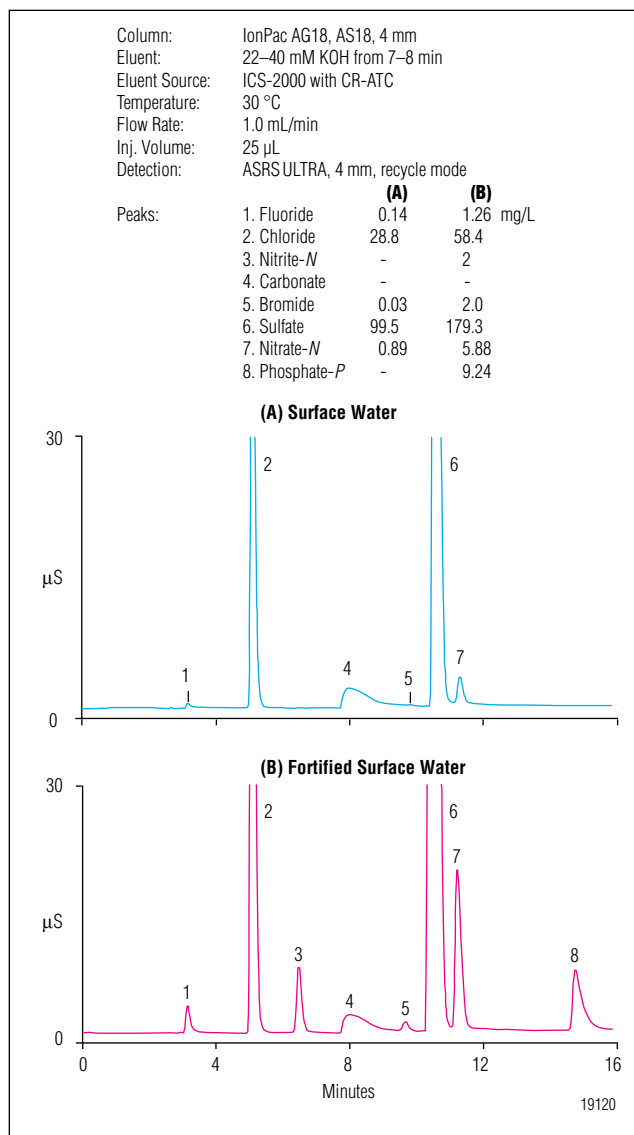 Column: IonPac AG18, AS18, 4 mm
Eluent: 22–40 mM KOH from 7–8 min
Eluent Source: ICS-2000 with CR-ATC
Temperature: 30 °C
Flow Rate: 1.0 mL/min
Inj. Volume: 25 µL
Detection: ASRS ULTRA, 4 mm, recycle mode
(A) (B)
Peaks: 1. Fluoride 0.14 1.26 mg/L
2. Chloride 28.8 58.4
3. Nitrite-N - 2
4. Carbonate - -
5. Bromide 0.03 2.0
6. Sulfate 99.5 179.3
7. Nitrate-N 0.89 5.88
8. Phosphate-P - 9.24
(A) Surface Water
30
2
6
µS
1
4
5
7
0
(B) Fortified Surface Water
30
2
6
7
µS
1
3
4
5
8
0
0 4 8 12 16
Minutes
19120